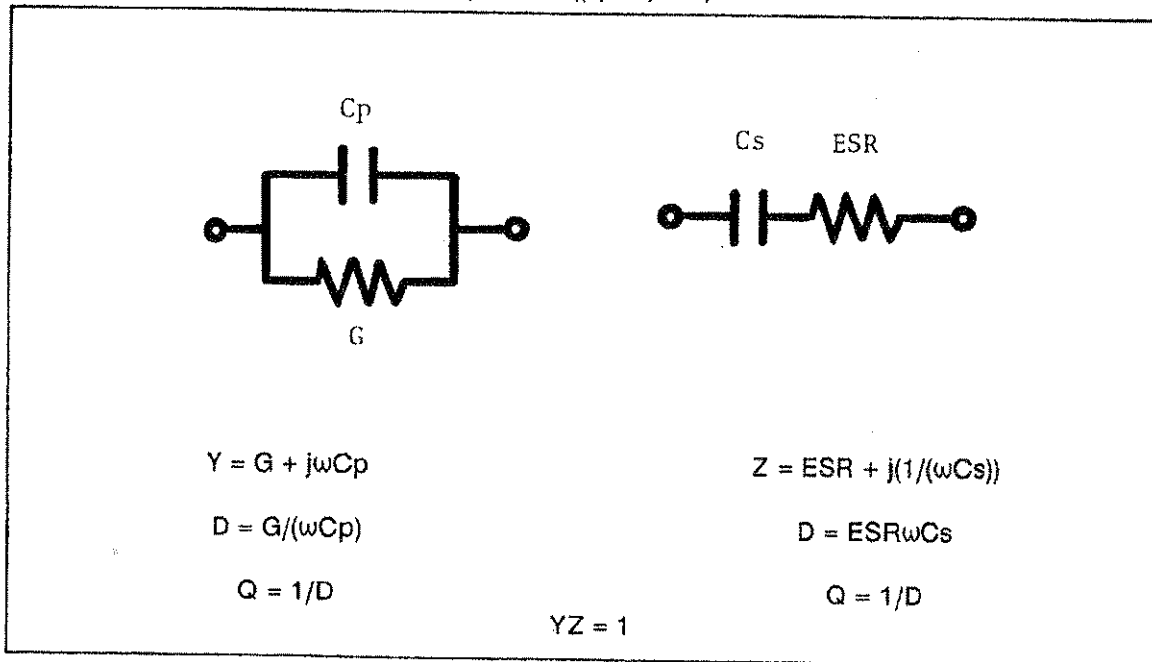 Cp
Cs ESR
G
Y = G + jωCp
Z = ESR + j(1/(ωCs))
D = G/(ωCp)
D = ESRωCs
Q = 1/D
Q = 1/D
YZ = 1